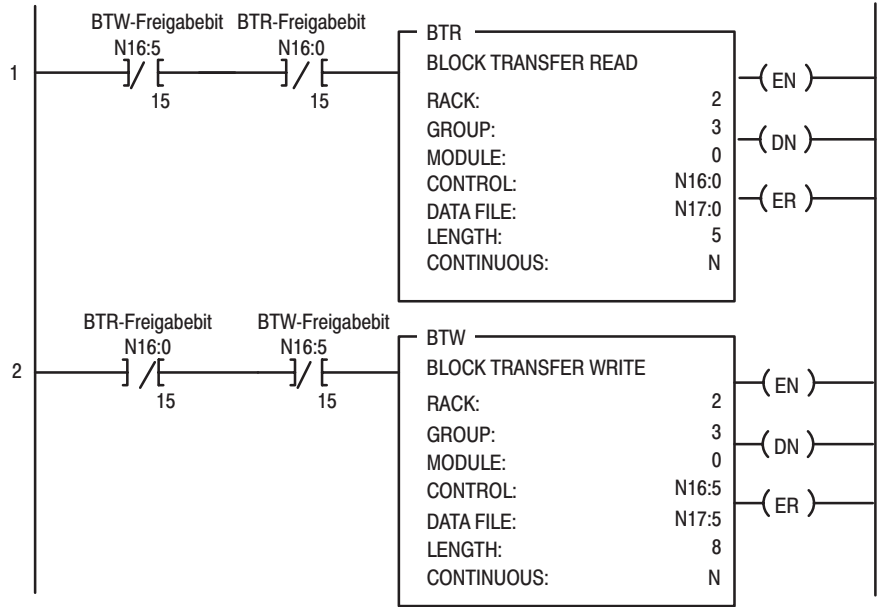 BTW-Freigabebit BTR-Freigabebit
N16:5 N16:0
1
15 15
BTR
BLOCK TRANSFER READ
RACK: 2
GROUP: 3
MODULE: 0
CONTROL: N16:0
DATA FILE: N17:0
LENGTH: 5
CONTINUOUS: N
EN
DN
ER
BTR-Freigabebit BTW-Freigabebit
N16:0 N16:5
2
15 15
BTW
BLOCK TRANSFER WRITE
RACK: 2
GROUP: 3
MODULE: 0
CONTROL: N16:5
DATA FILE: N17:5
LENGTH: 8
CONTINUOUS: N
EN
DN
ER